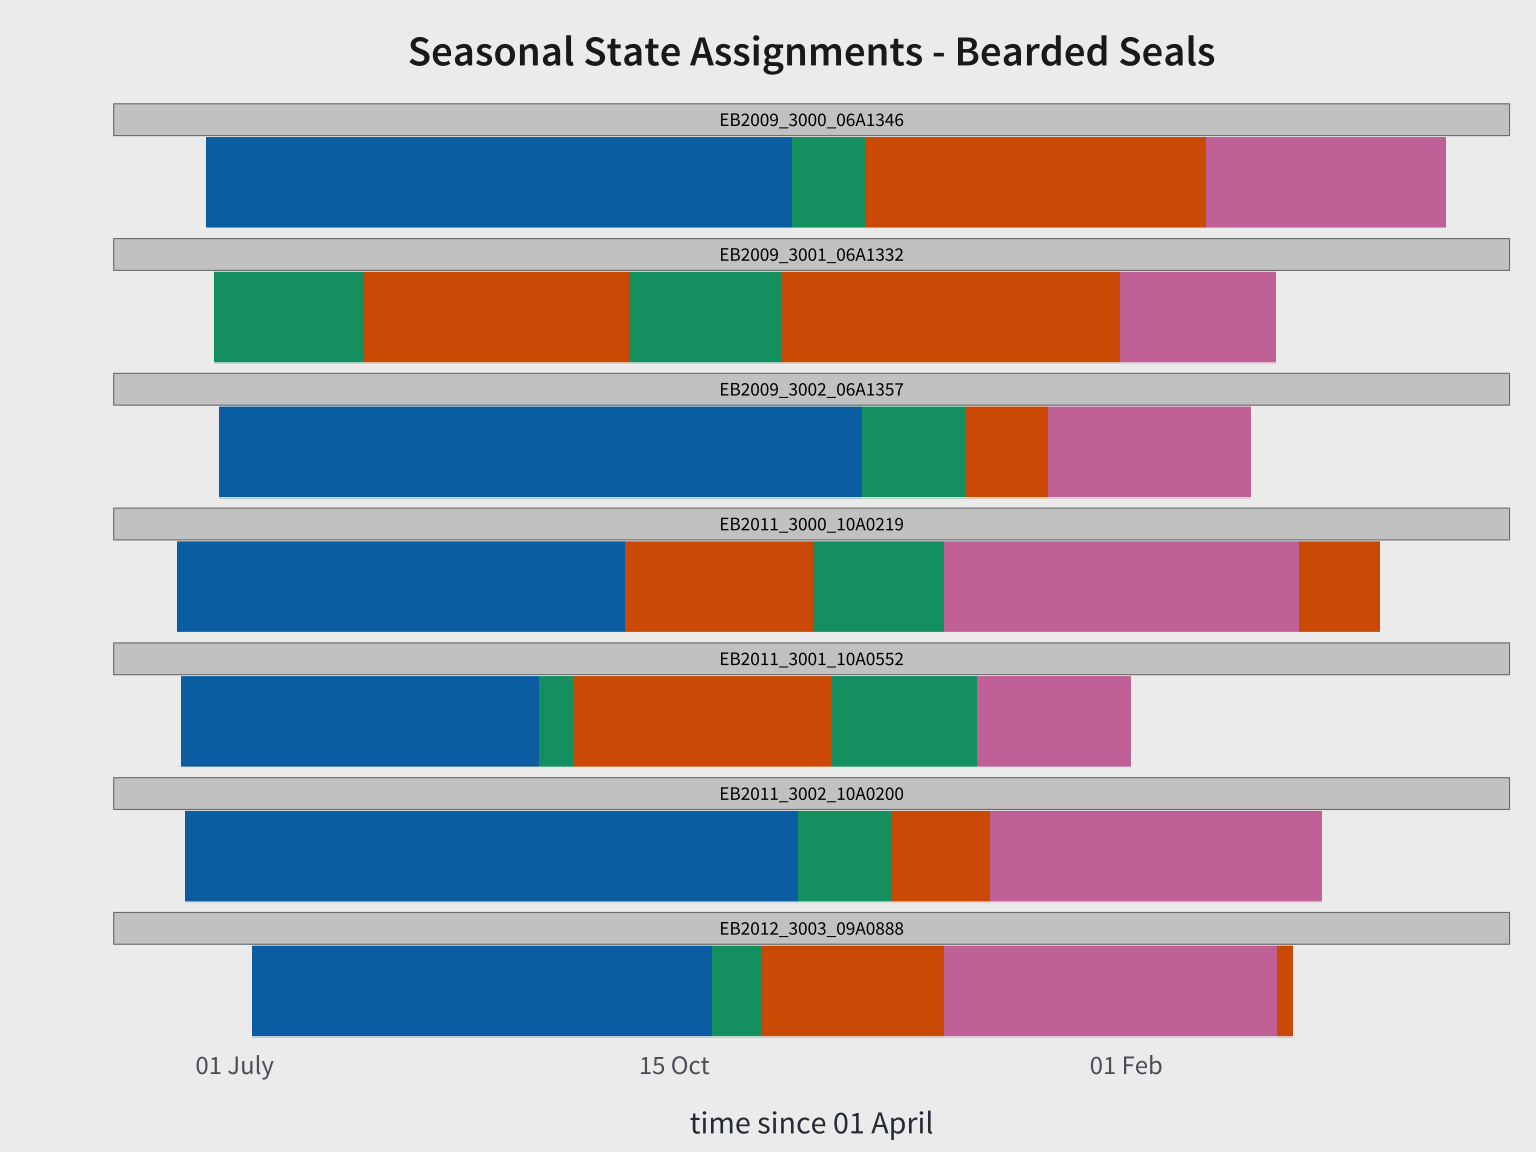 Seasonal State Assignments - Bearded Seals
EB2009_3000_06A1346
EB2009_3001_06A1332
EB2009_3002_06A1357
EB2011_3000_10A0219
EB2011_3001_10A0552
EB2011_3002_10A0200
EB2012_3003_09A0888
01 July 15 Oct 01 Feb
time since 01 April